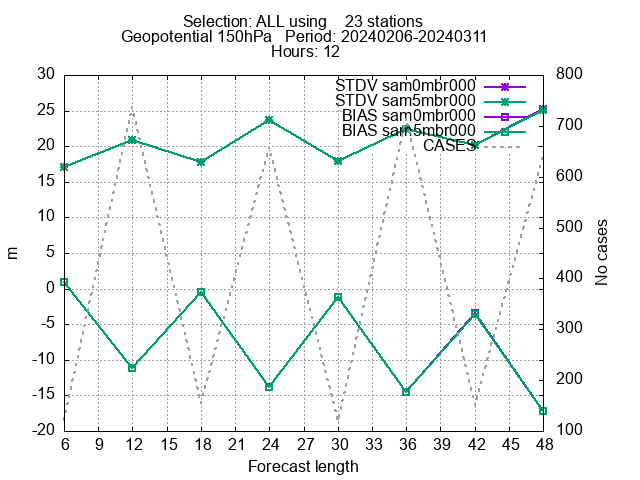 Selection: ALL using    23 stations
Geopotential 150hPa   Period: 20240206-20240311
Hours: 12
STDV sam0mbr000
STDV sam5mbr000
BIAS sam0mbr000
BIAS sam5mbr000
CASES
30
25
20
15
10
5
0
-5
-10
-15
-20
m
800
700
600
500
400
300
200
100
No cases
6 9 12 15 18 21 24 27 30 33 36 39 42 45 48
Forecast length